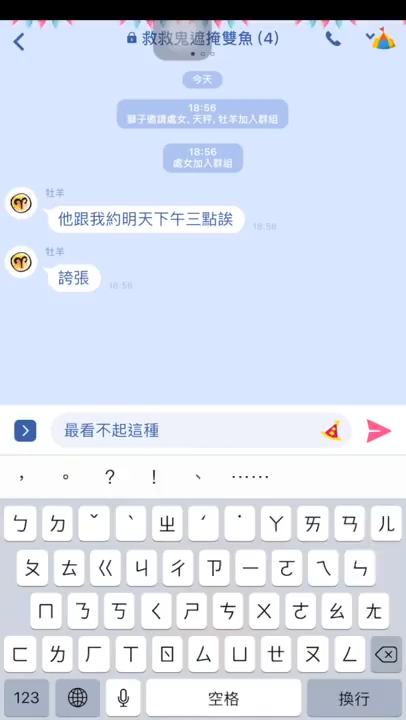 救救鬼遮掩雙魚 (4)
今天
18:56
獅子邀請處女、天秤、牡羊加入群組
18:56
處女加入群組
牡羊
他跟我約明天下午三點誒
18:56
牡羊
誇張
18:56
最看不起這種
， 。 ？ ！ 、 ……
ㄅ ㄉ ˇ ˋ ㄓ ˊ ˙ ㄚ ㄞ ㄢ ㄦ
ㄆ ㄊ ㄍ ㄐ ㄔ ㄗ ㄧ ㄛ ㄟ ㄣ
ㄇ ㄋ ㄎ ㄑ ㄕ ㄘ ㄨ ㄜ ㄠ ㄤ
ㄈ ㄌ ㄏ ㄒ ㄖ ㄙ ㄩ ㄝ ㄡ ㄥ
123 空格 換行